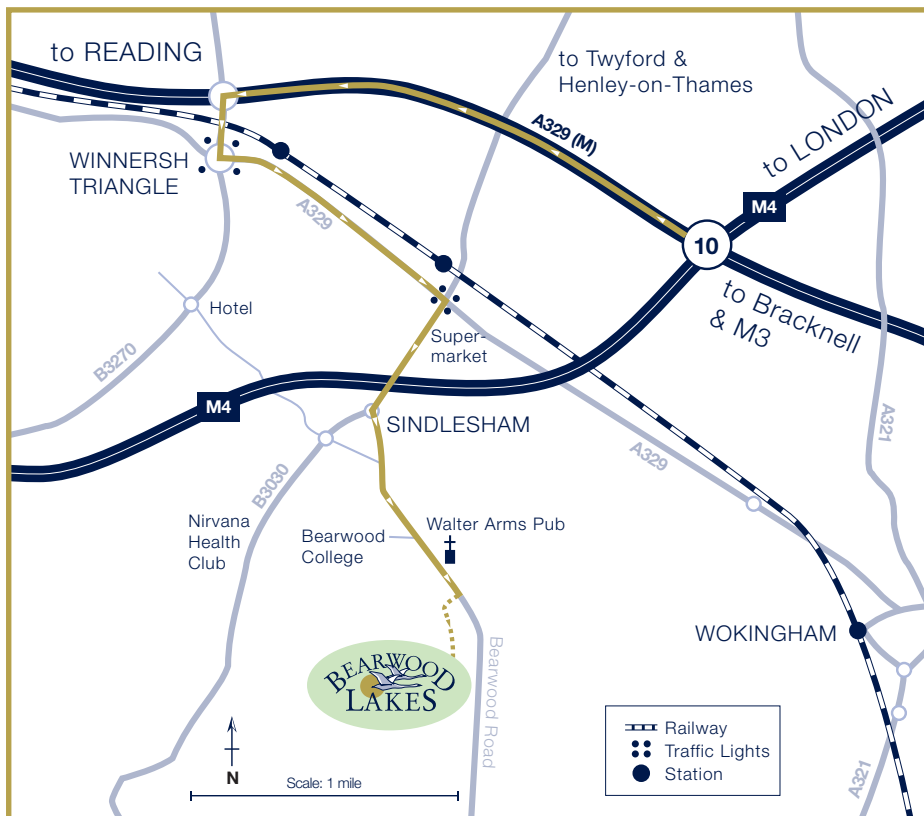 to READING
to Twyford &
Henley-on-Thames
A329 (M)
to LONDON
M4
WINNERSH
TRIANGLE
A329
10
to Bracknell
& M3
Hotel
Super-
market
B3270
M4
SINDLESHAM
A321
A329
B3030
Nirvana
Health
Club
Bearwood
College
Walter Arms Pub
WOKINGHAM
BEARWOOD
LAKES
Bearwood Road
Railway
Traffic Lights
Station
N
Scale: 1 mile
A321